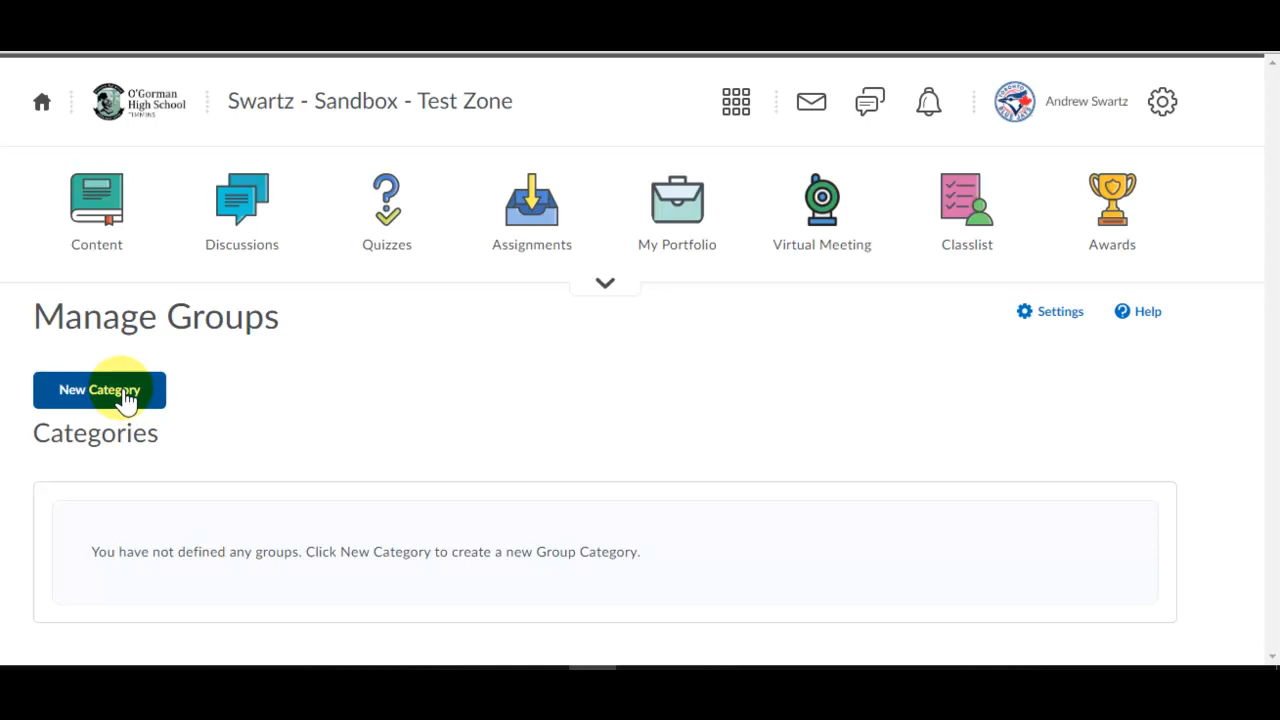 O'Gorman
High School
TIMMINS
Swartz - Sandbox - Test Zone
Andrew Swartz
Content
Discussions
Quizzes
Assignments
My Portfolio
Virtual Meeting
Classlist
Awards
Manage Groups
Settings
Help
New Category
Categories
You have not defined any groups. Click New Category to create a new Group Category.